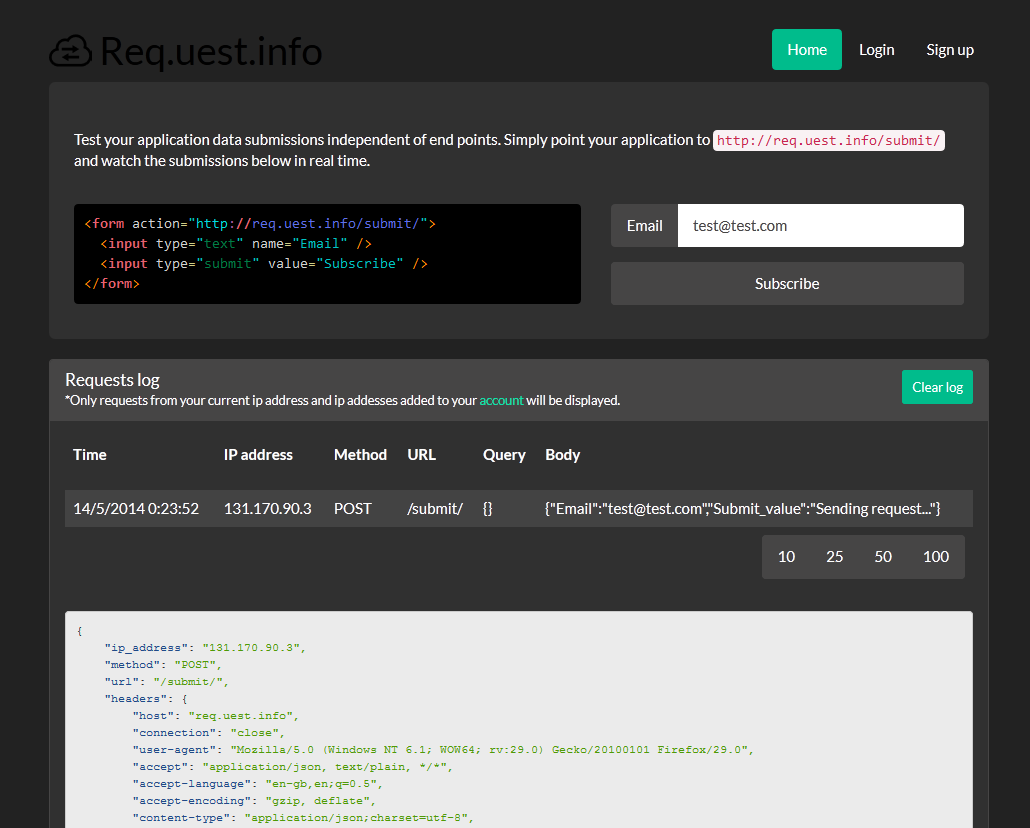 Req.uest.info
Home Login Sign up
Test your application data submissions independent of end points. Simply point your application to http://req.uest.info/submit/
and watch the submissions below in real time.
<form action="http://req.uest.info/submit/">
<input type="text" name="Email" />
<input type="submit" value="Subscribe" />
</form>
Email test@test.com
Subscribe
Requests log
*Only requests from your current ip address and ip addesses added to your account will be displayed.
Clear log
Time IP address Method URL Query Body
14/5/2014 0:23:52 131.170.90.3 POST /submit/ {} {"Email":"test@test.com","Submit_value":"Sending request..."}
10 25 50 100
{
"ip_address": "131.170.90.3",
"method": "POST",
"url": "/submit/",
"headers": {
"host": "req.uest.info",
"connection": "close",
"user-agent": "Mozilla/5.0 (Windows NT 6.1; WOW64; rv:29.0) Gecko/20100101 Firefox/29.0",
"accept": "application/json, text/plain, */*",
"accept-language": "en-gb,en;q=0.5",
"accept-encoding": "gzip, deflate",
"content-type": "application/json;charset=utf-8",